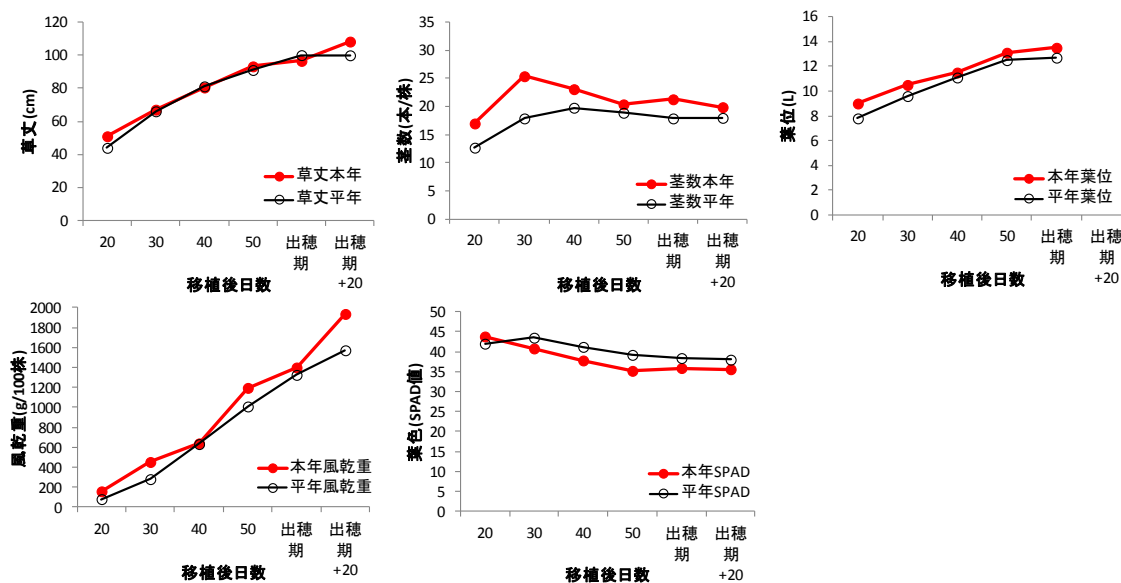 120
100
80
60
40
20
0
草丈(cm)
草丈本年
草丈平年
20 30 40 50 出穂期 出穂期+20
移植後日数
35
30
25
20
15
10
5
0
茎数(本/株)
茎数本年
茎数平年
20 30 40 50 出穂期 出穂期+20
移植後日数
16
14
12
10
8
6
4
2
0
葉位(L)
本年葉位
平年葉位
20 30 40 50 出穂期 出穂期+20
移植後日数
2000
1800
1600
1400
1200
1000
800
600
400
200
0
風乾重(g/100株)
本年風乾重
平年風乾重
20 30 40 50 出穂期 出穂期+20
移植後日数
50
45
40
35
30
25
20
15
10
5
0
葉色(SPAD値)
本年SPAD
平年SPAD
20 30 40 50 出穂期 出穂期+20
移植後日数